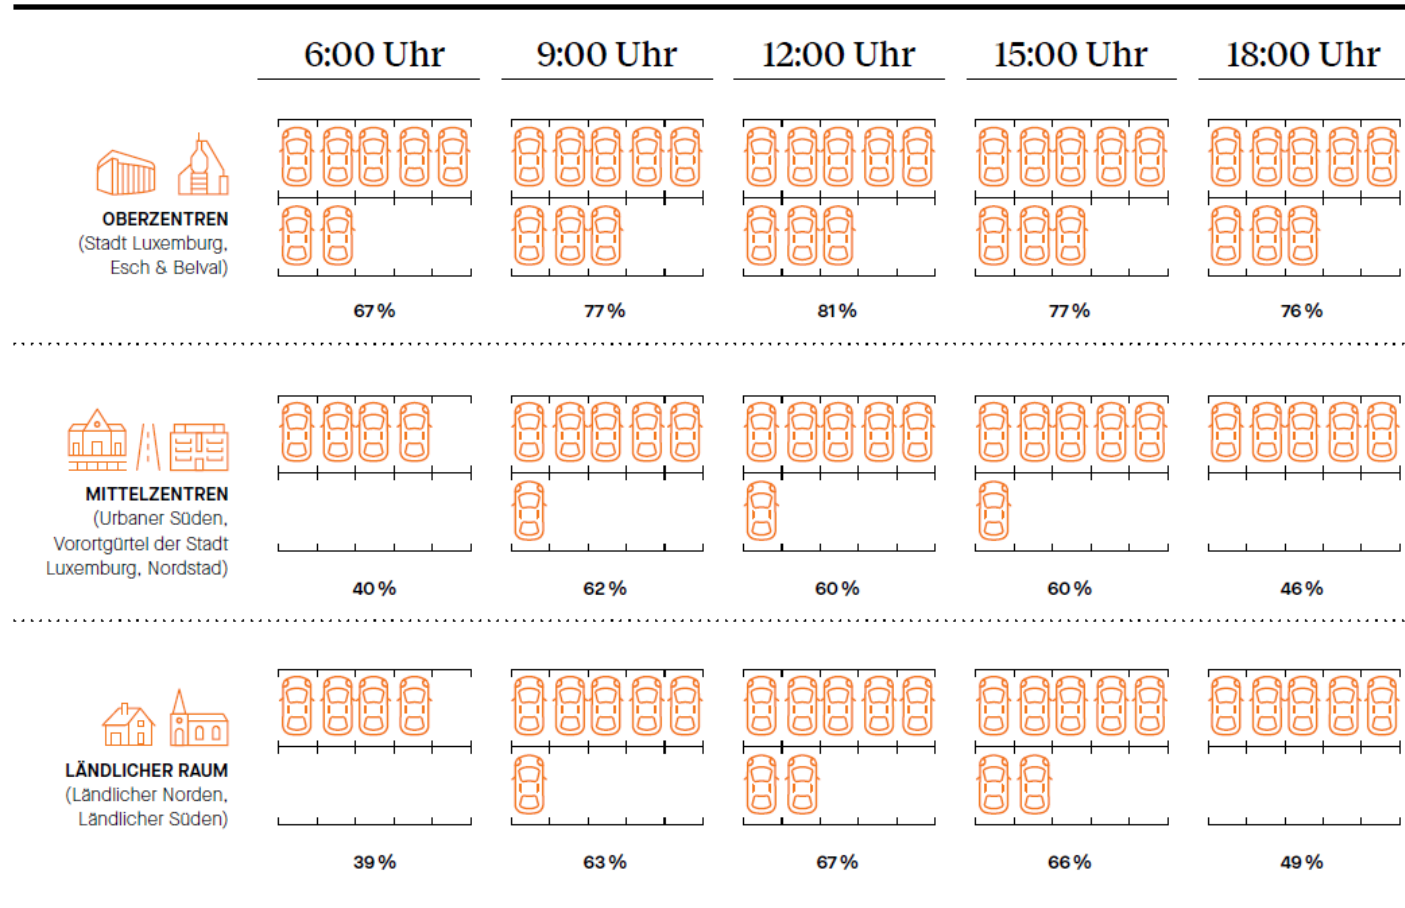 6:00 Uhr 9:00 Uhr 12:00 Uhr 15:00 Uhr 18:00 Uhr
OBERZENTREN
(Stadt Luxemburg,
Esch & Belval)
67 % 77 % 81 % 77 % 76 %
MITTELZENTREN
(Urbaner Süden,
Vorortgürtel der Stadt
Luxemburg, Nordstad)
40 % 62 % 60 % 60 % 46 %
LÄNDLICHER RAUM
(Ländlicher Norden,
Ländlicher Süden)
39 % 63 % 67 % 66 % 49 %